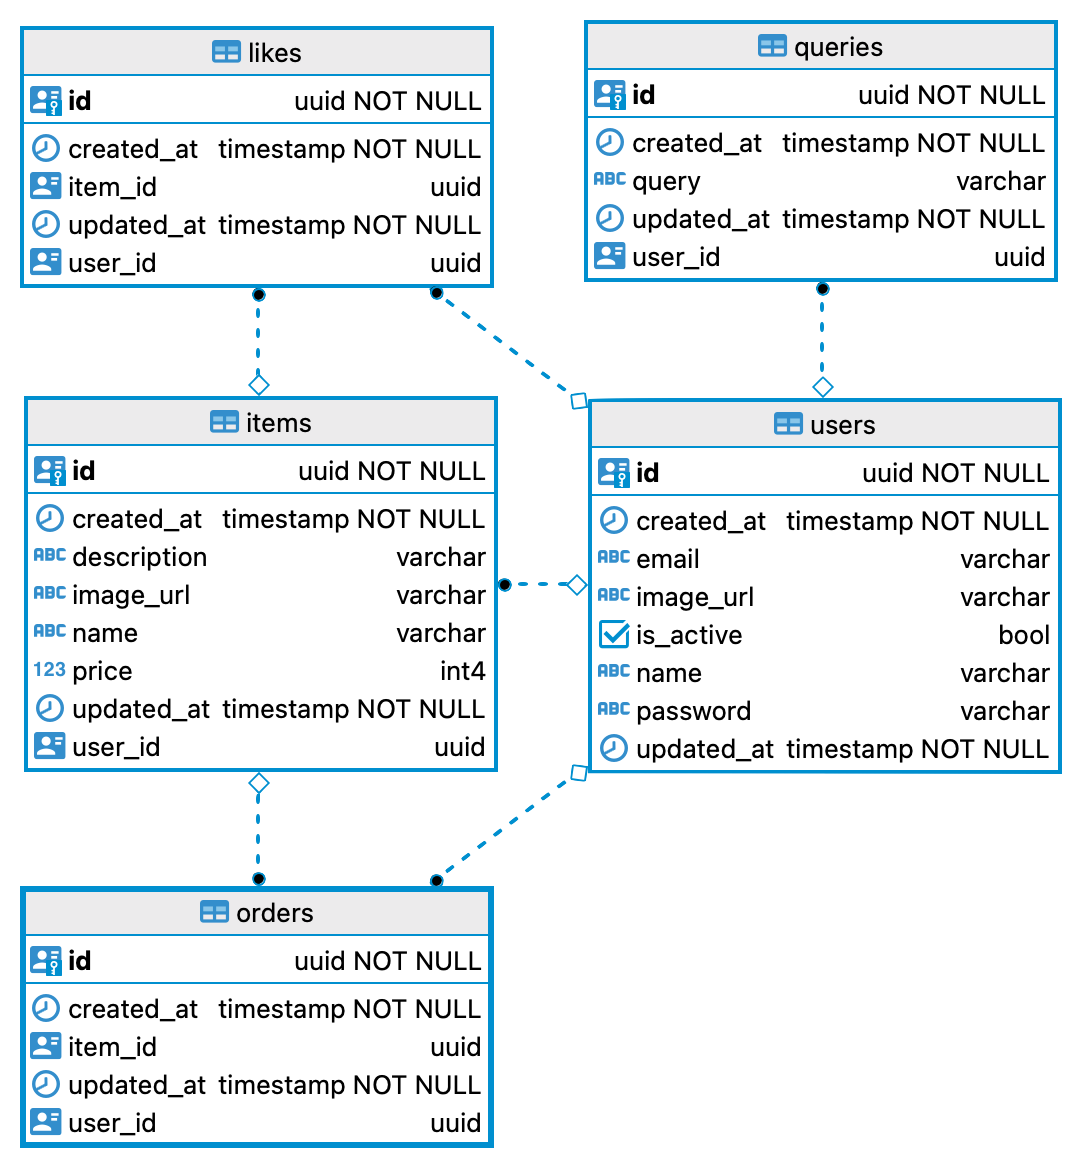 likes
id uuid NOT NULL
created_at timestamp NOT NULL
item_id uuid
updated_at timestamp NOT NULL
user_id uuid
queries
id uuid NOT NULL
created_at timestamp NOT NULL
ABC query varchar
updated_at timestamp NOT NULL
user_id uuid
items
id uuid NOT NULL
created_at timestamp NOT NULL
ABC description varchar
ABC image_url varchar
ABC name varchar
123 price int4
updated_at timestamp NOT NULL
user_id uuid
users
id uuid NOT NULL
created_at timestamp NOT NULL
ABC email varchar
ABC image_url varchar
is_active bool
ABC name varchar
ABC password varchar
updated_at timestamp NOT NULL
orders
id uuid NOT NULL
created_at timestamp NOT NULL
item_id uuid
updated_at timestamp NOT NULL
user_id uuid